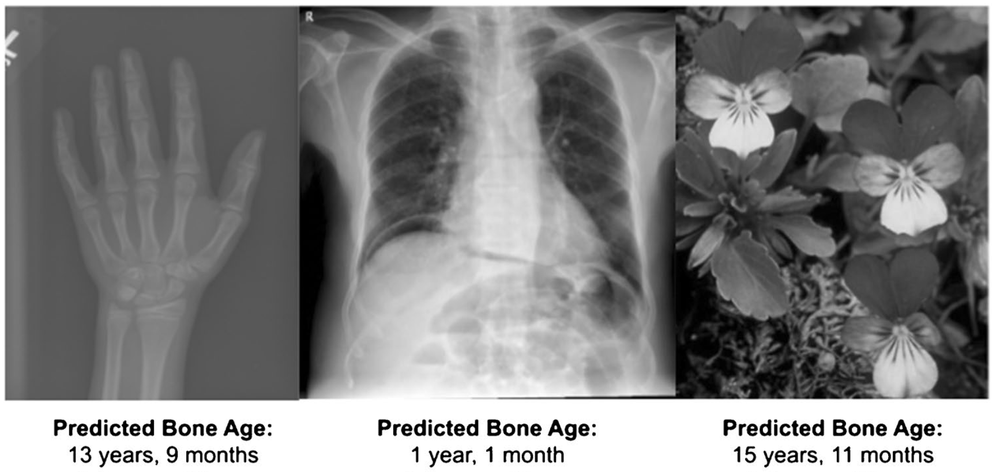 R
Predicted Bone Age:
13 years, 9 months
Predicted Bone Age:
1 year, 1 month
Predicted Bone Age:
15 years, 11 months